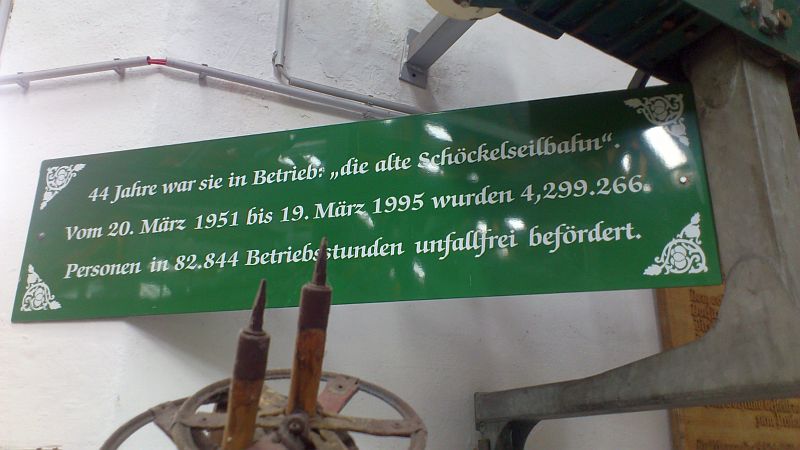 44 Jahre war sie in Betrieb: „die alte Schöckelseilbahn“.
Vom 20. März 1951 bis 19. März 1995 wurden 4,299.266
Personen in 82.844 Betriebsstunden unfallfrei befördert.